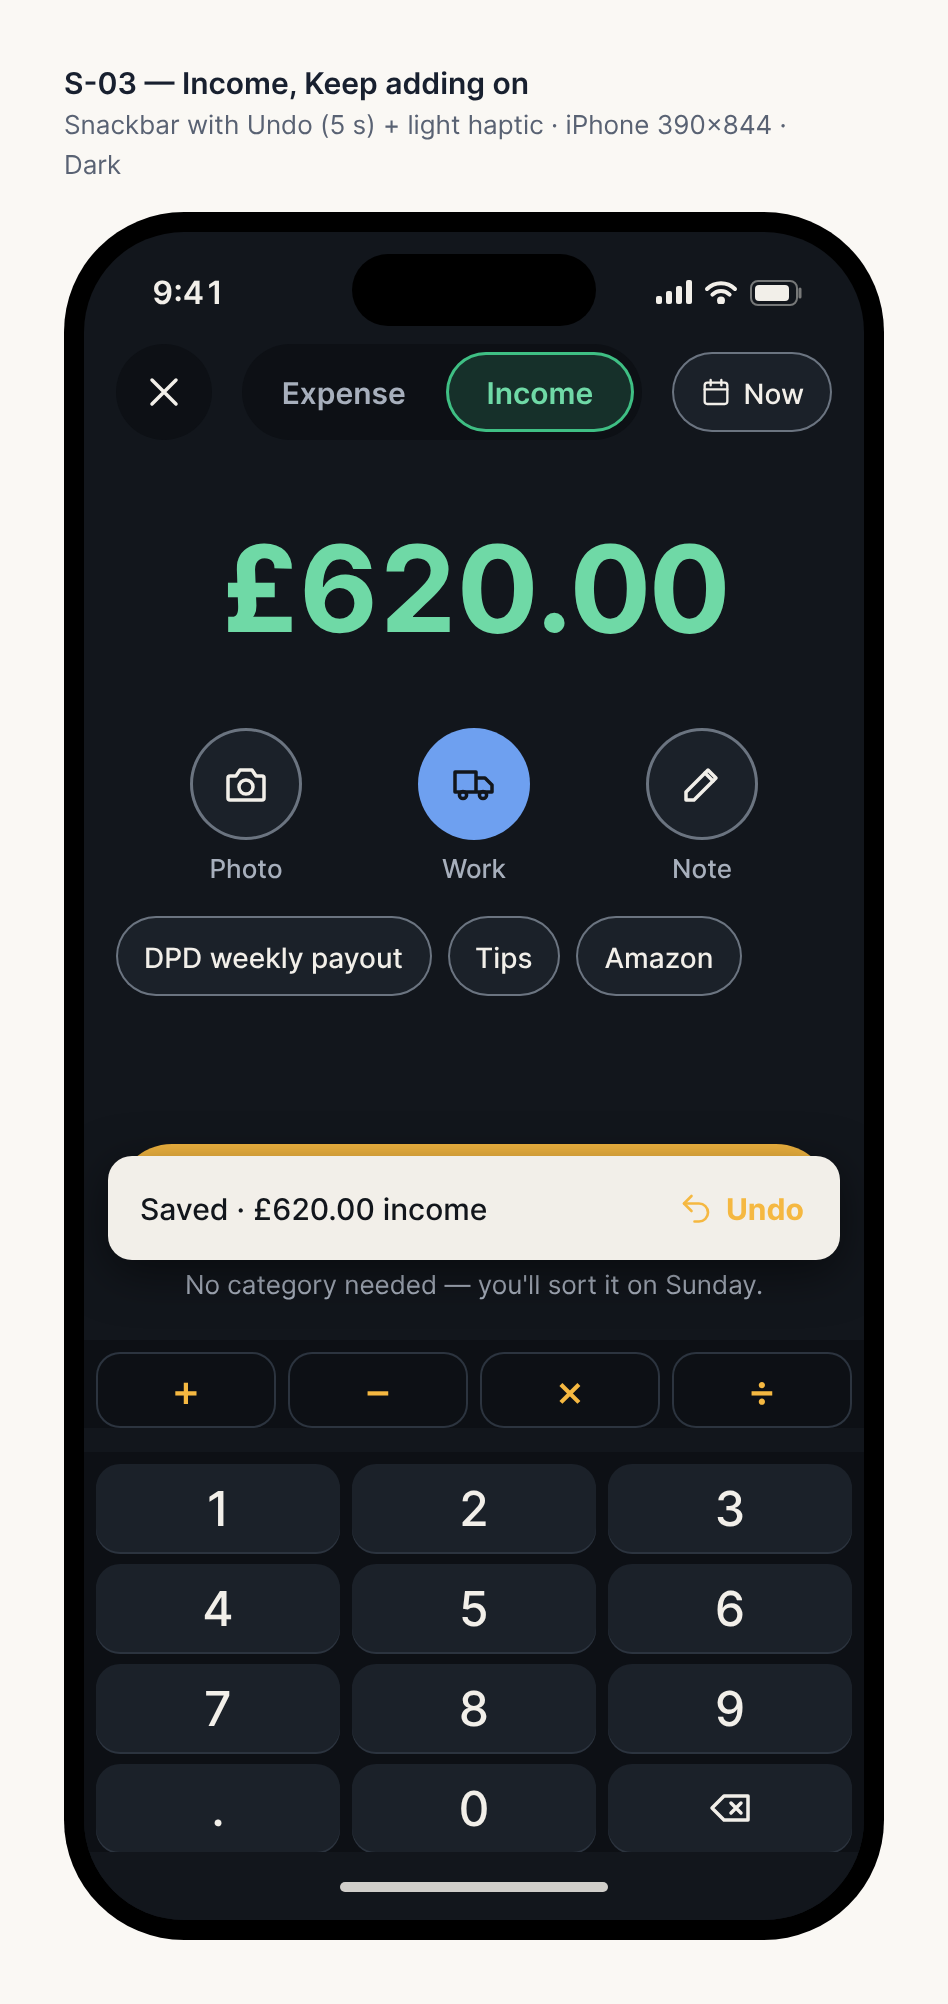 S-03 — Income, Keep adding on
Snackbar with Undo (5 s) + light haptic · iPhone 390×844 ·
Dark
9:41
Expense
Income
Now
£620.00
Photo
Work
Note
DPD weekly payout
Tips
Amazon
Saved · £620.00 income
Undo
No category needed — you'll sort it on Sunday.
+ − × ÷
1 2 3
4 5 6
7 8 9
. 0